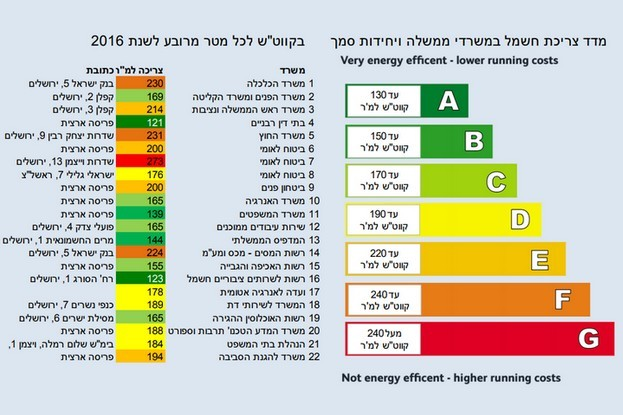 מדד צריכת חשמל במשרדי ממשלה ויחידות סמך
בקווט"ש לכל מטר מרובע לשנת 2016
משרד צריכה למ"ר כתובת
1 משרד הכלכלה 230 בנק ישראל 5, ירושלים
2 משרד הפנים ומשרד הקליטה 169 קפלן 2, ירושלים
3 משרד ראש הממשלה ונציבות 214 קפלן 3, ירושלים
4 בתי דין רבניים 121 פריסה ארצית
5 משרד החוץ 231 שדרות יצחק רבין 9, ירושלים
6 ביטוח לאומי 200 פריסה ארצית
7 ביטוח לאומי 273 שדרות וייצמן 13, ירושלים
8 ביטוח לאומי 176 ישראלי גלילי 7, ראשל"צ
9 ביטחון פנים 200 פריסה ארצית
10 משרד האנרגיה 165 פריסה ארצית
11 משרד המשפטים 139 פריסה ארצית
12 שירות עיבודים ממוכנים 165 פועלי צדק 4, ירושלים
13 המדפיס הממשלתי 144 מרים החשמונאית 1, ירושלים
14 רשות המסים - מכס ומע"מ 224 בנק ישראל 5, ירושלים
15 רשות האכיפה והגבייה 155 פריסה ארצית
16 רשות לשרותים ציבוריים חשמל 123 רח' הסורג 1, ירושלים
17 ועדה לאנרגיה אטומית 178
18 המשרד לשירותי דת 189 כנפי נשרים 7, ירושלים
19 רשות האוכלוסין ההגירה 165 מסילת ישרים 6, ירושלים
20 משרד המדע הטכנ' תרבות וספורט 188 פריסה ארצית
21 הנהלת בתי המשפט 184 בימ"ש שלום רמלה, ויצמן 1,
22 משרד להגנת הסביבה 194 פריסה ארצית
Very energy efficent - lower running costs
עד 130
קווט"ש למ'ר
A
עד 150
קווט"ש למ'ר
B
עד 170
קווט"ש למ'ר
C
עד 190
קווט"ש למ'ר
D
עד 220
קווט"ש למ'ר
E
עד 240
קווט"ש למ'ר
F
מעל 240
קווט"ש למ'ר
G
Not energy efficent - higher running costs